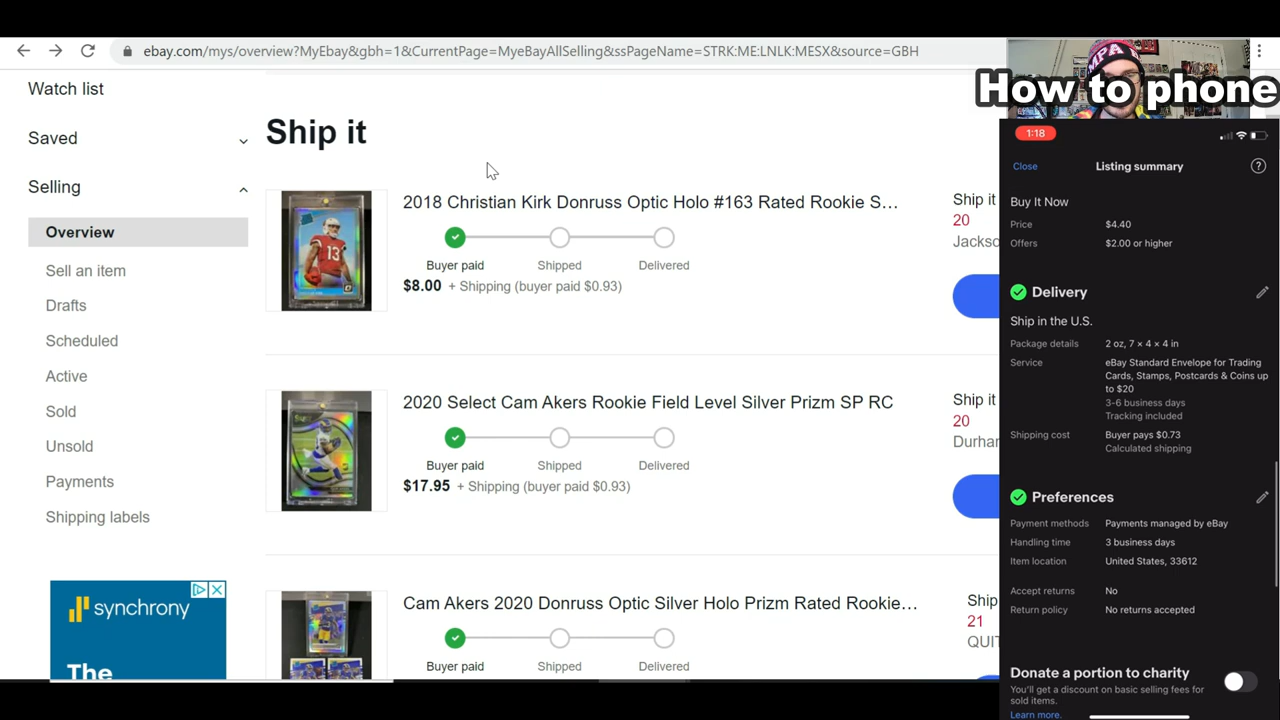 ebay.com/mys/overview?MyEbay&gbh=1&CurrentPage=MyeBayAllSelling&ssPageName=STRK:ME:LNLK:MESX&source=GBH
How to phone
Watch list
Saved
Selling
Overview
Sell an item
Drafts
Scheduled
Active
Sold
Unsold
Payments
Shipping labels
synchrony
The
Ship it
2018 Christian Kirk Donruss Optic Holo #163 Rated Rookie S...
Buyer paid
Shipped
Delivered
$8.00 + Shipping (buyer paid $0.93)
Ship it
20
Jackso
2020 Select Cam Akers Rookie Field Level Silver Prizm SP RC
Buyer paid
Shipped
Delivered
$17.95 + Shipping (buyer paid $0.93)
Ship it
20
Durha
Cam Akers 2020 Donruss Optic Silver Holo Prizm Rated Rookie...
Buyer paid
Shipped
Delivered
Ship
21
QUIT
1:18
Close
Listing summary
?
Buy It Now
Price $4.40
Offers $2.00 or higher
Delivery
Ship in the U.S.
Package details 2 oz, 7 × 4 × 4 in
Service eBay Standard Envelope for Trading
Cards, Stamps, Postcards & Coins up
to $20
3-6 business days
Tracking included
Shipping cost Buyer pays $0.73
Calculated shipping
Preferences
Payment methods Payments managed by eBay
Handling time 3 business days
Item location United States, 33612
Accept returns No
Return policy No returns accepted
Donate a portion to charity
You'll get a discount on basic selling fees for
sold items.
Learn more.